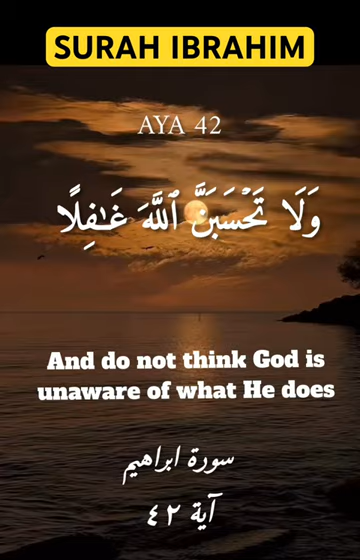 SURAH IBRAHIM
AYA 42
وَلَا تَحْسَبَنَّ ٱللَّهَ غَـٰفِلًا
And do not think God is
unaware of what He does
سورة ابراهيم
آية ٤٢